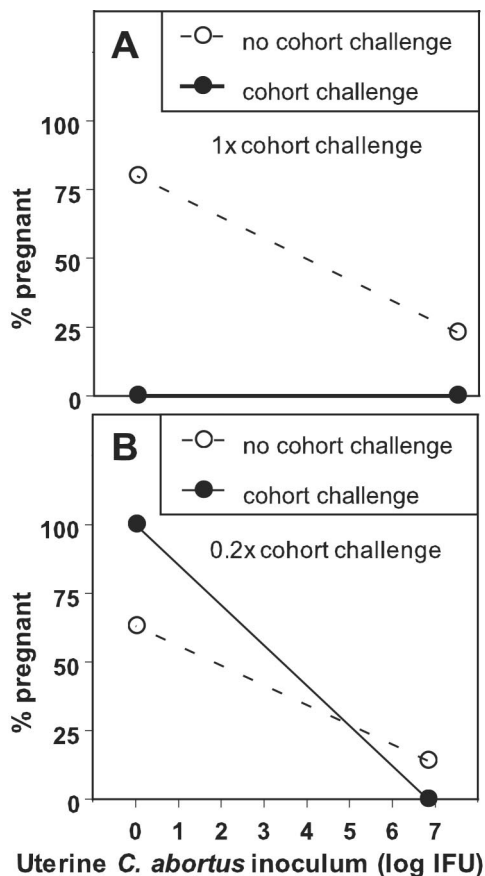 A
no cohort challenge
cohort challenge
1x cohort challenge
100
75
50
25
0
% pregnant
B
no cohort challenge
cohort challenge
0.2x cohort challenge
100
75
50
25
0
% pregnant
0 1 2 3 4 5 6 7
Uterine C. abortus inoculum (log IFU)